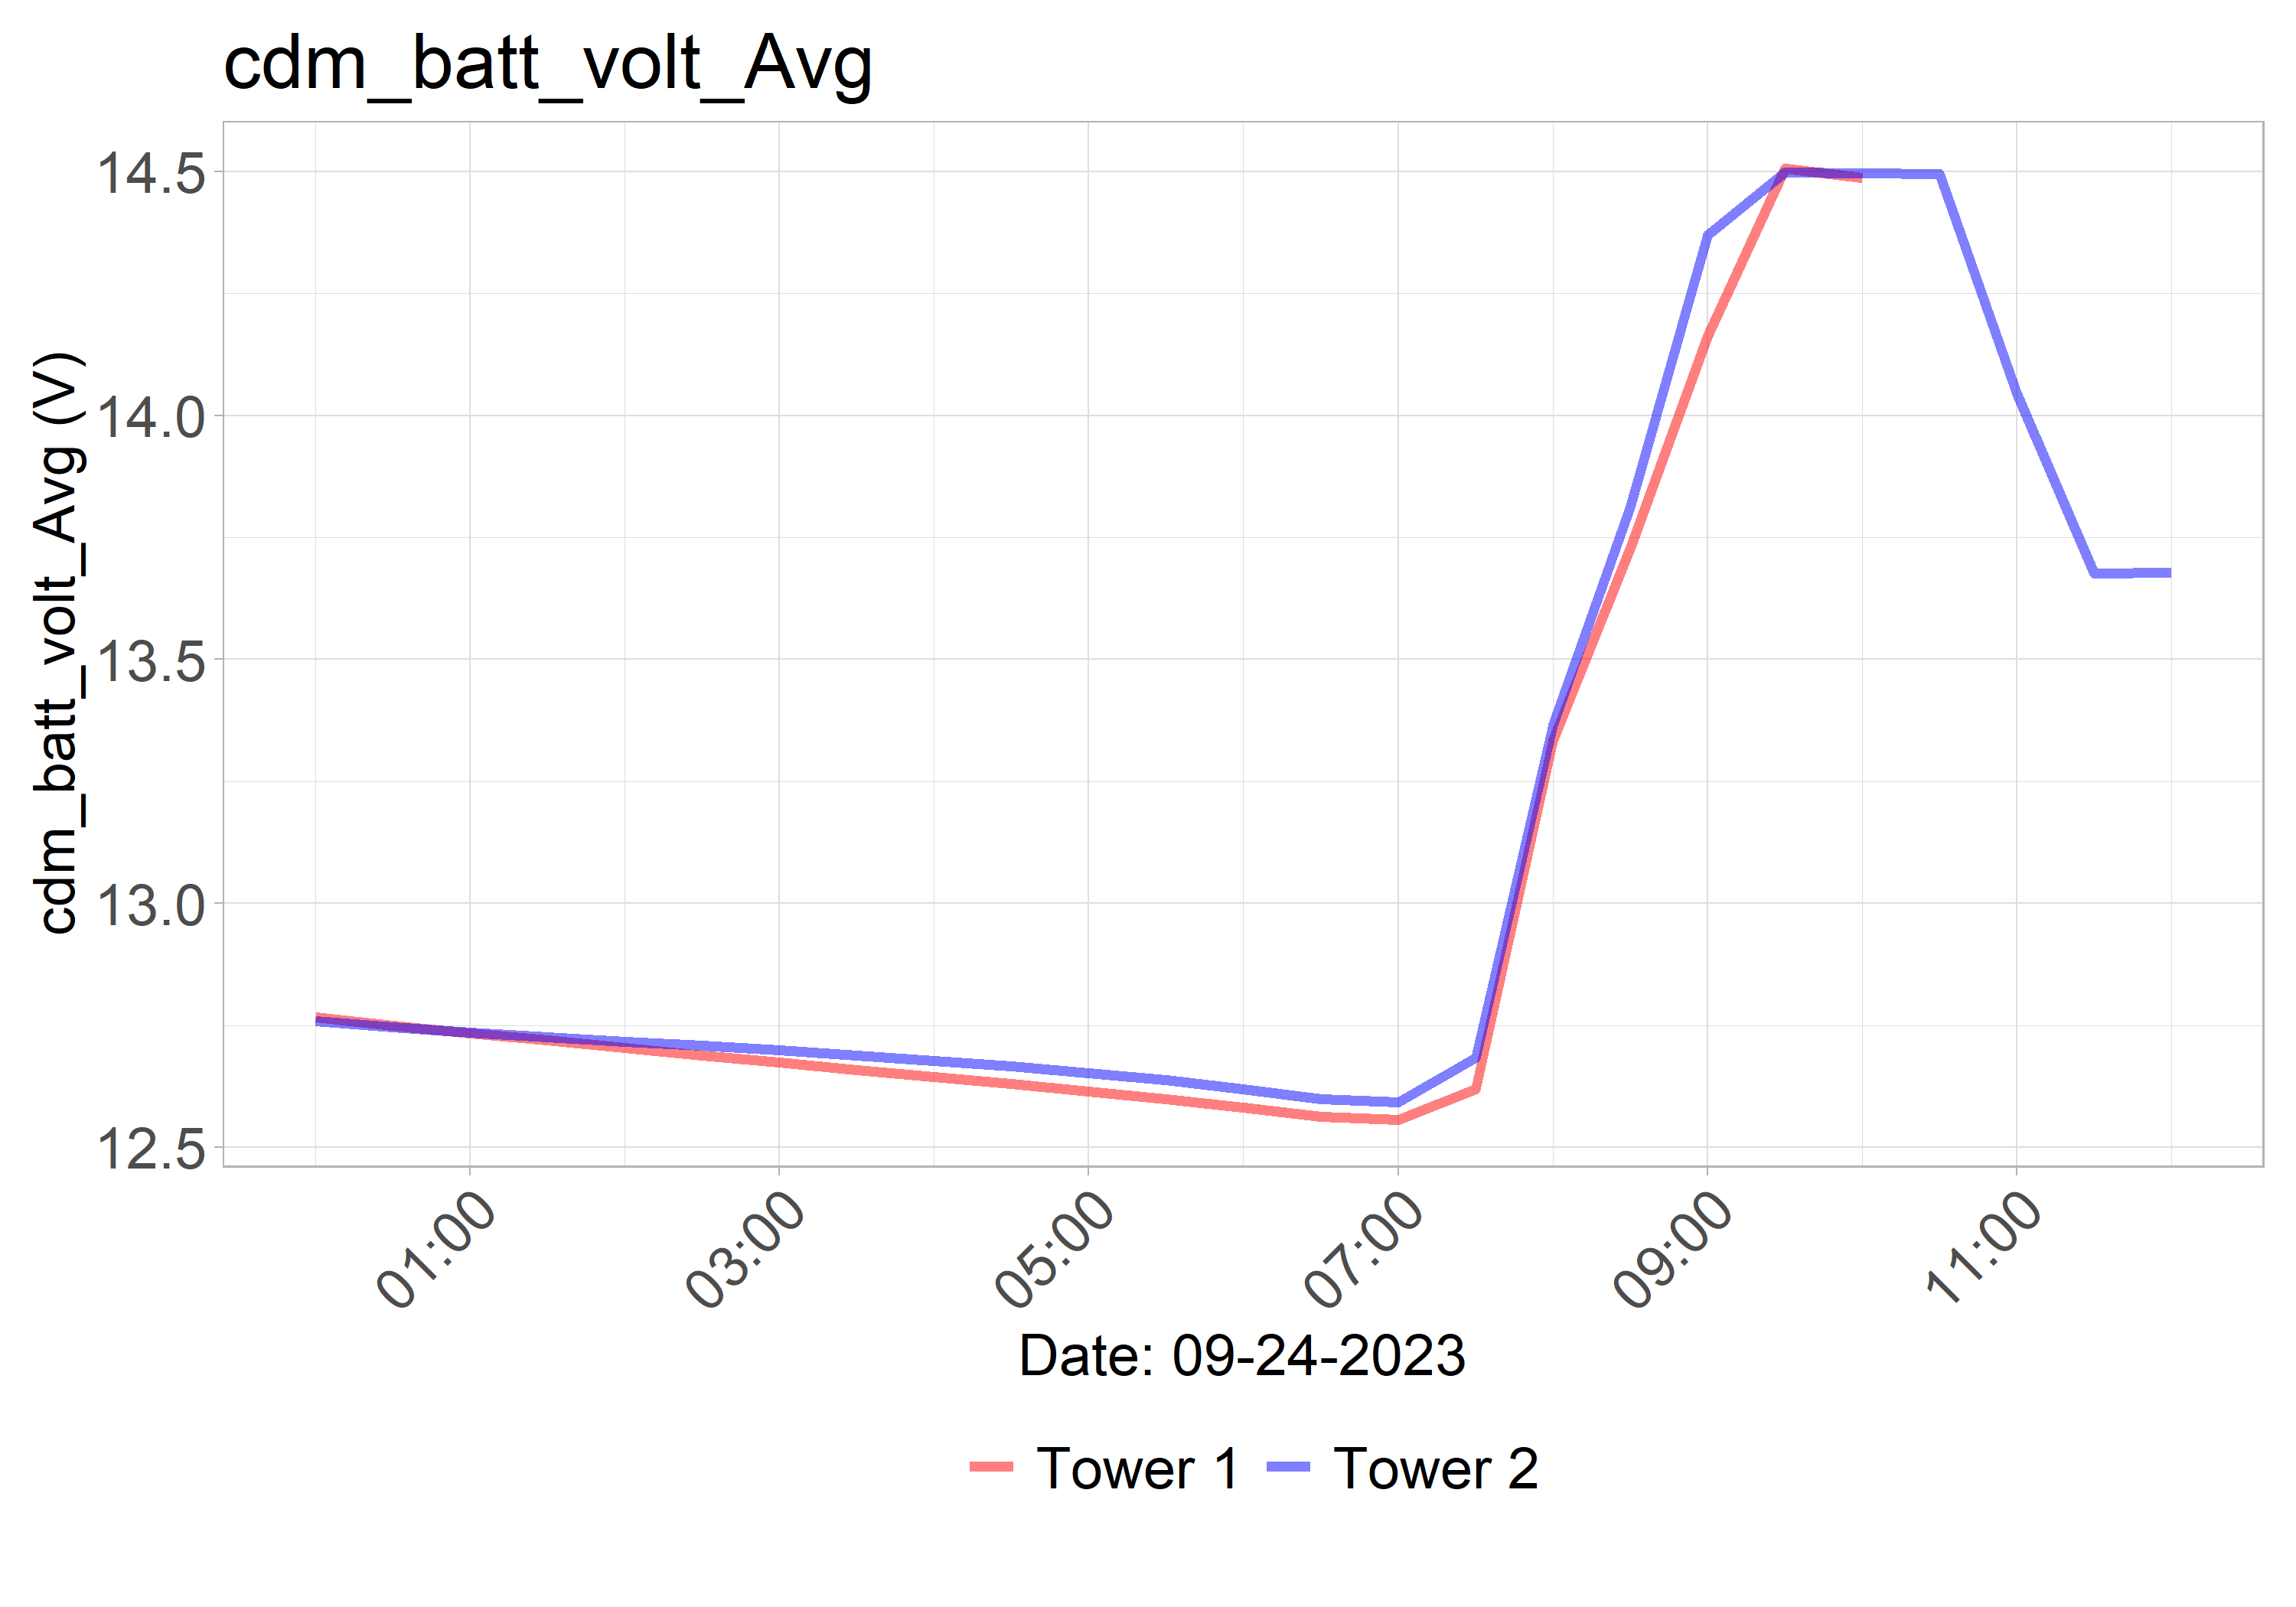 cdm_batt_volt_Avg
cdm_batt_volt_Avg (V)
14.5
14.0
13.5
13.0
12.5
01:00
03:00
05:00
07:00
09:00
11:00
Date: 09-24-2023
Tower 1
Tower 2